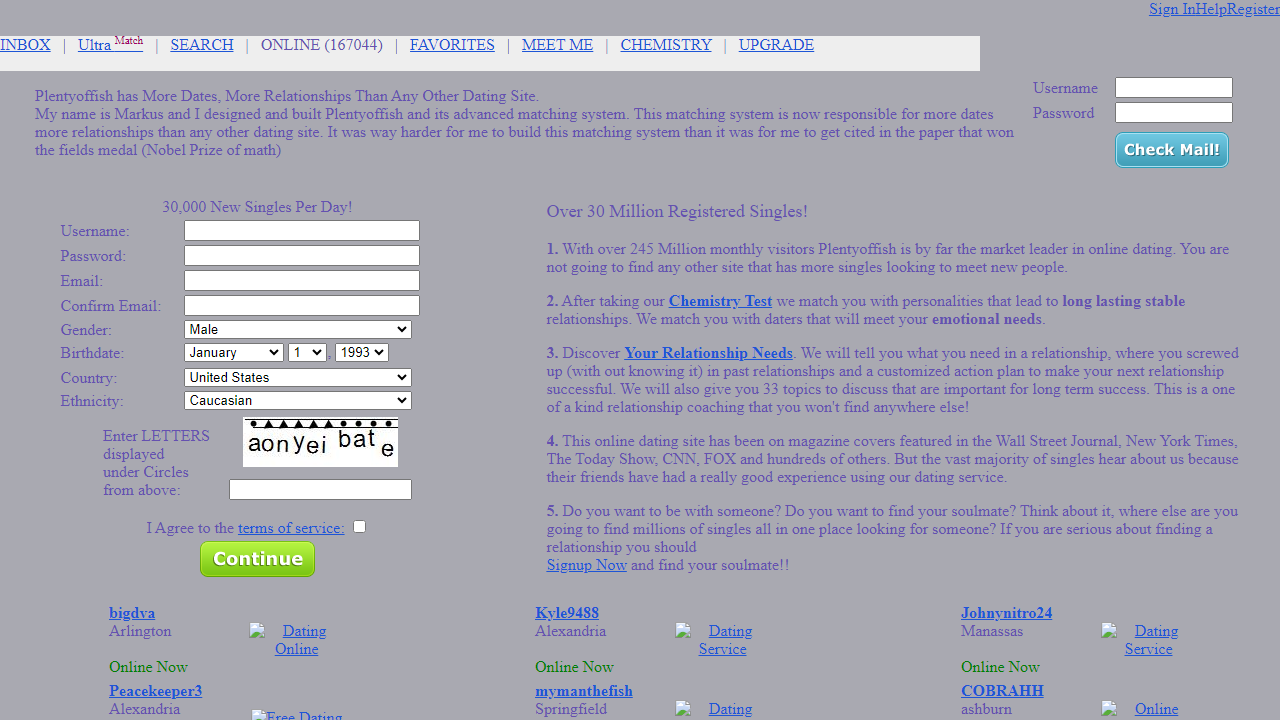 Sign InHelpRegister
INBOX | Ultra Match | SEARCH | ONLINE (167044) | FAVORITES | MEET ME | CHEMISTRY | UPGRADE
Plentyoffish has More Dates, More Relationships Than Any Other Dating Site.
My name is Markus and I designed and built Plentyoffish and its advanced matching system. This matching system is now responsible for more dates
more relationships than any other dating site. It was way harder for me to build this matching system than it was for me to get cited in the paper that won
the fields medal (Nobel Prize of math)
Username
Password
Check Mail!
30,000 New Singles Per Day!
Username:
Password:
Email:
Confirm Email:
Gender: Male
Birthdate: January 1 , 1993
Country: United States
Ethnicity: Caucasian
aonyei bate
Enter LETTERS
displayed
under Circles
from above:
I Agree to the terms of service:
Continue
Over 30 Million Registered Singles!
1. With over 245 Million monthly visitors Plentyoffish is by far the market leader in online dating. You are
not going to find any other site that has more singles looking to meet new people.
2. After taking our Chemistry Test we match you with personalities that lead to long lasting stable
relationships. We match you with daters that will meet your emotional needs.
3. Discover Your Relationship Needs. We will tell you what you need in a relationship, where you screwed
up (with out knowing it) in past relationships and a customized action plan to make your next relationship
successful. We will also give you 33 topics to discuss that are important for long term success. This is a one
of a kind relationship coaching that you won't find anywhere else!
4. This online dating site has been on magazine covers featured in the Wall Street Journal, New York Times,
The Today Show, CNN, FOX and hundreds of others. But the vast majority of singles hear about us because
their friends have had a really good experience using our dating service.
5. Do you want to be with someone? Do you want to find your soulmate? Think about it, where else are you
going to find millions of singles all in one place looking for someone? If you are serious about finding a
relationship you should
Signup Now and find your soulmate!!
bigdva
Arlington
Online Now
Dating
Online
Kyle9488
Alexandria
Online Now
Dating
Service
Johnynitro24
Manassas
Online Now
Dating
Service
Peacekeeper3
Alexandria
Free Dating
mymanthefish
Springfield
Dating
COBRAHH
ashburn
Online